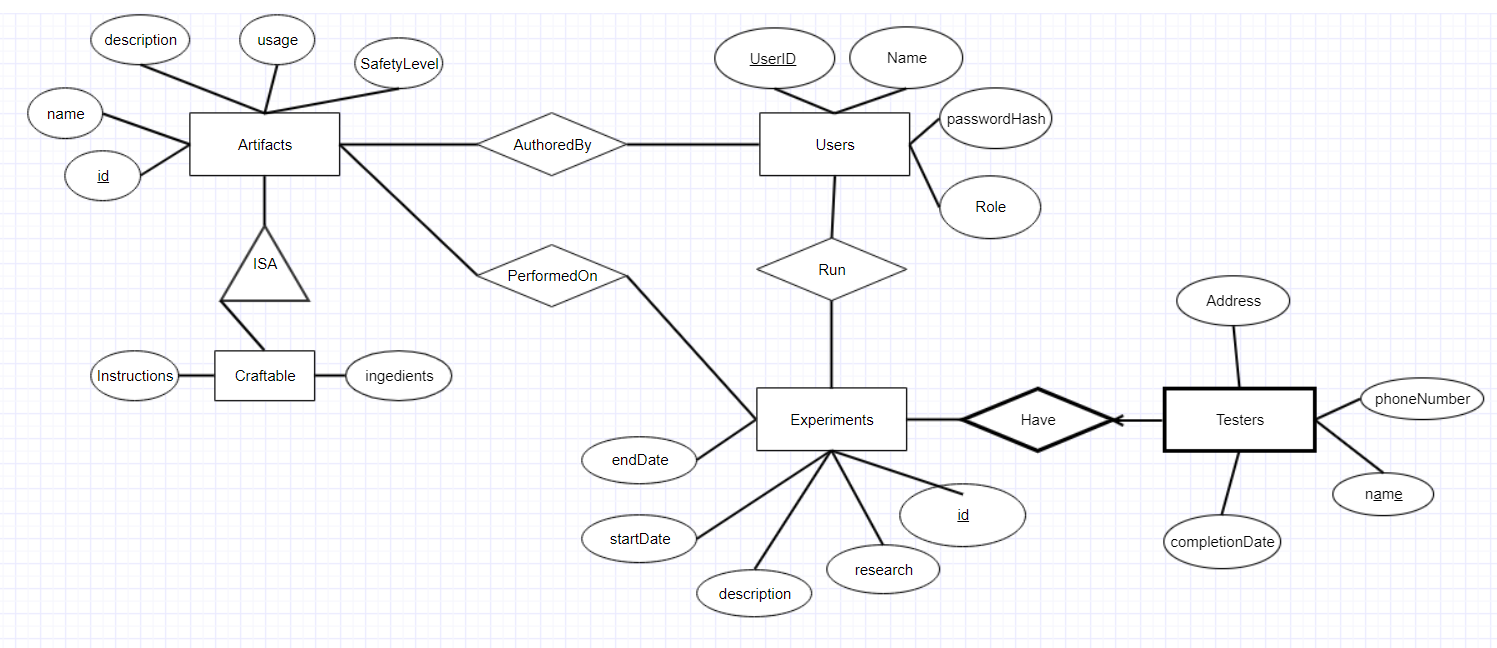 description
usage
SafetyLevel
name
id
Artifacts
AuthoredBy
UserID
Name
passwordHash
Users
Role
ISA
PerformedOn
Run
Instructions
Craftable
ingedients
Address
Experiments
Have
Testers
phoneNumber
name
completionDate
endDate
startDate
description
research
id